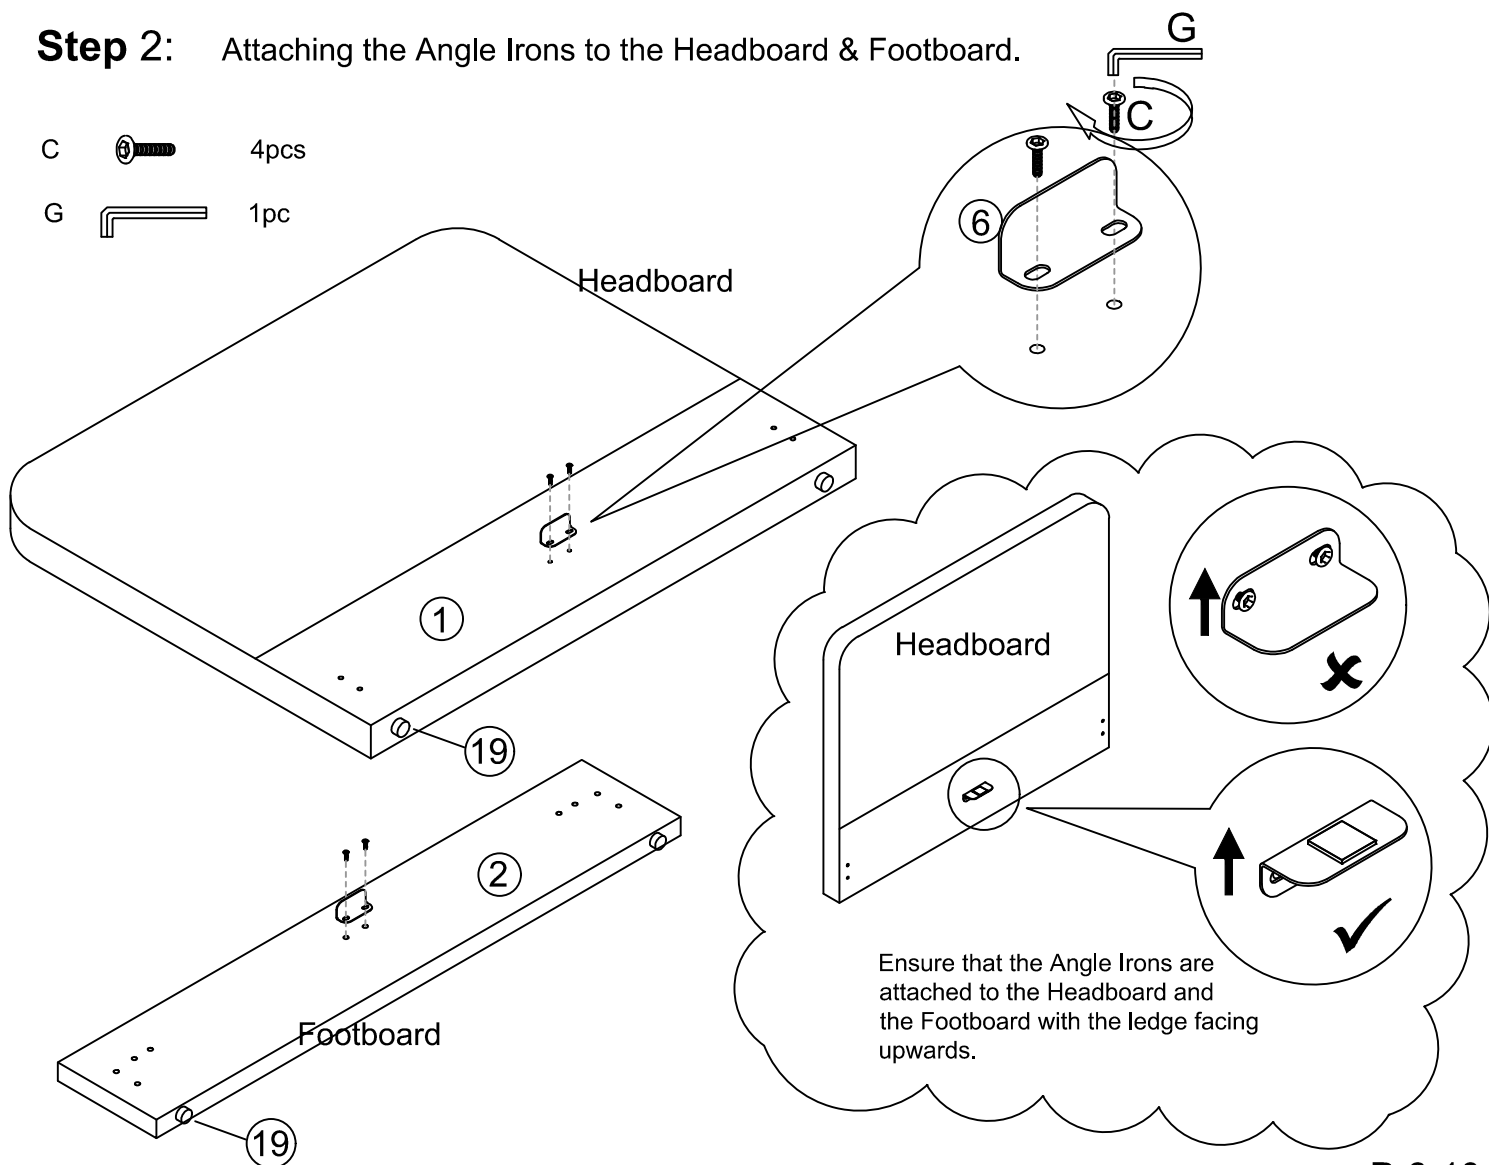 Step 2: Attaching the Angle Irons to the Headboard & Footboard.
G
C 4pcs
C
G 1pc
6
Headboard
1
Headboard
19
2
Footboard
19
Ensure that the Angle Irons are
attached to the Headboard and
the Footboard with the ledge facing
upwards.